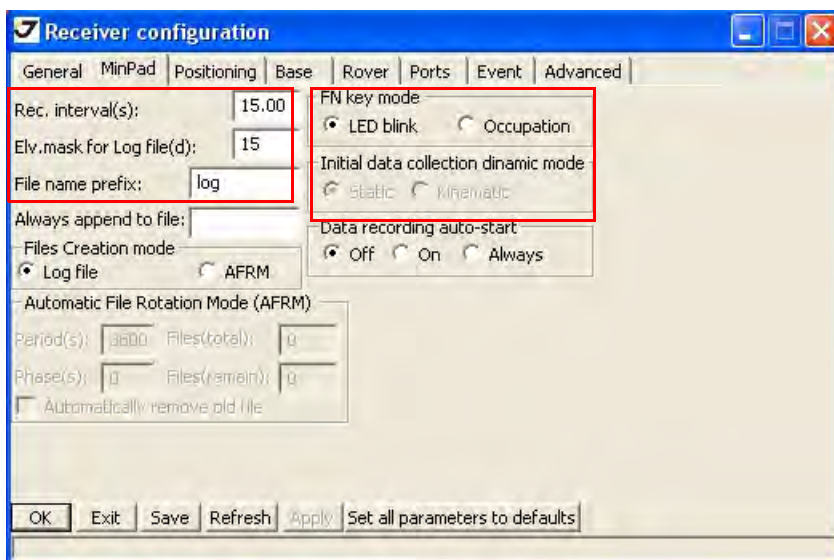 Receiver configuration
General MinPad Positioning Base Rover Ports Event Advanced
Rec. interval(s): 15.00
Elv.mask for Log file(d): 15
File name prefix: log
Always append to file:
Files Creation mode
Log file AFRM
Automatic File Rotation Mode (AFRM)
Period(s): 3600 Files(total): 0
Phase(s): 0 Files(remain): 0
Automatically remove old file
FN key mode
LED blink Occupation
Initial data collection dinamic mode
Static Kinematic
Data recording auto-start
Off On Always
OK Exit Save Refresh Apply Set all parameters to defaults